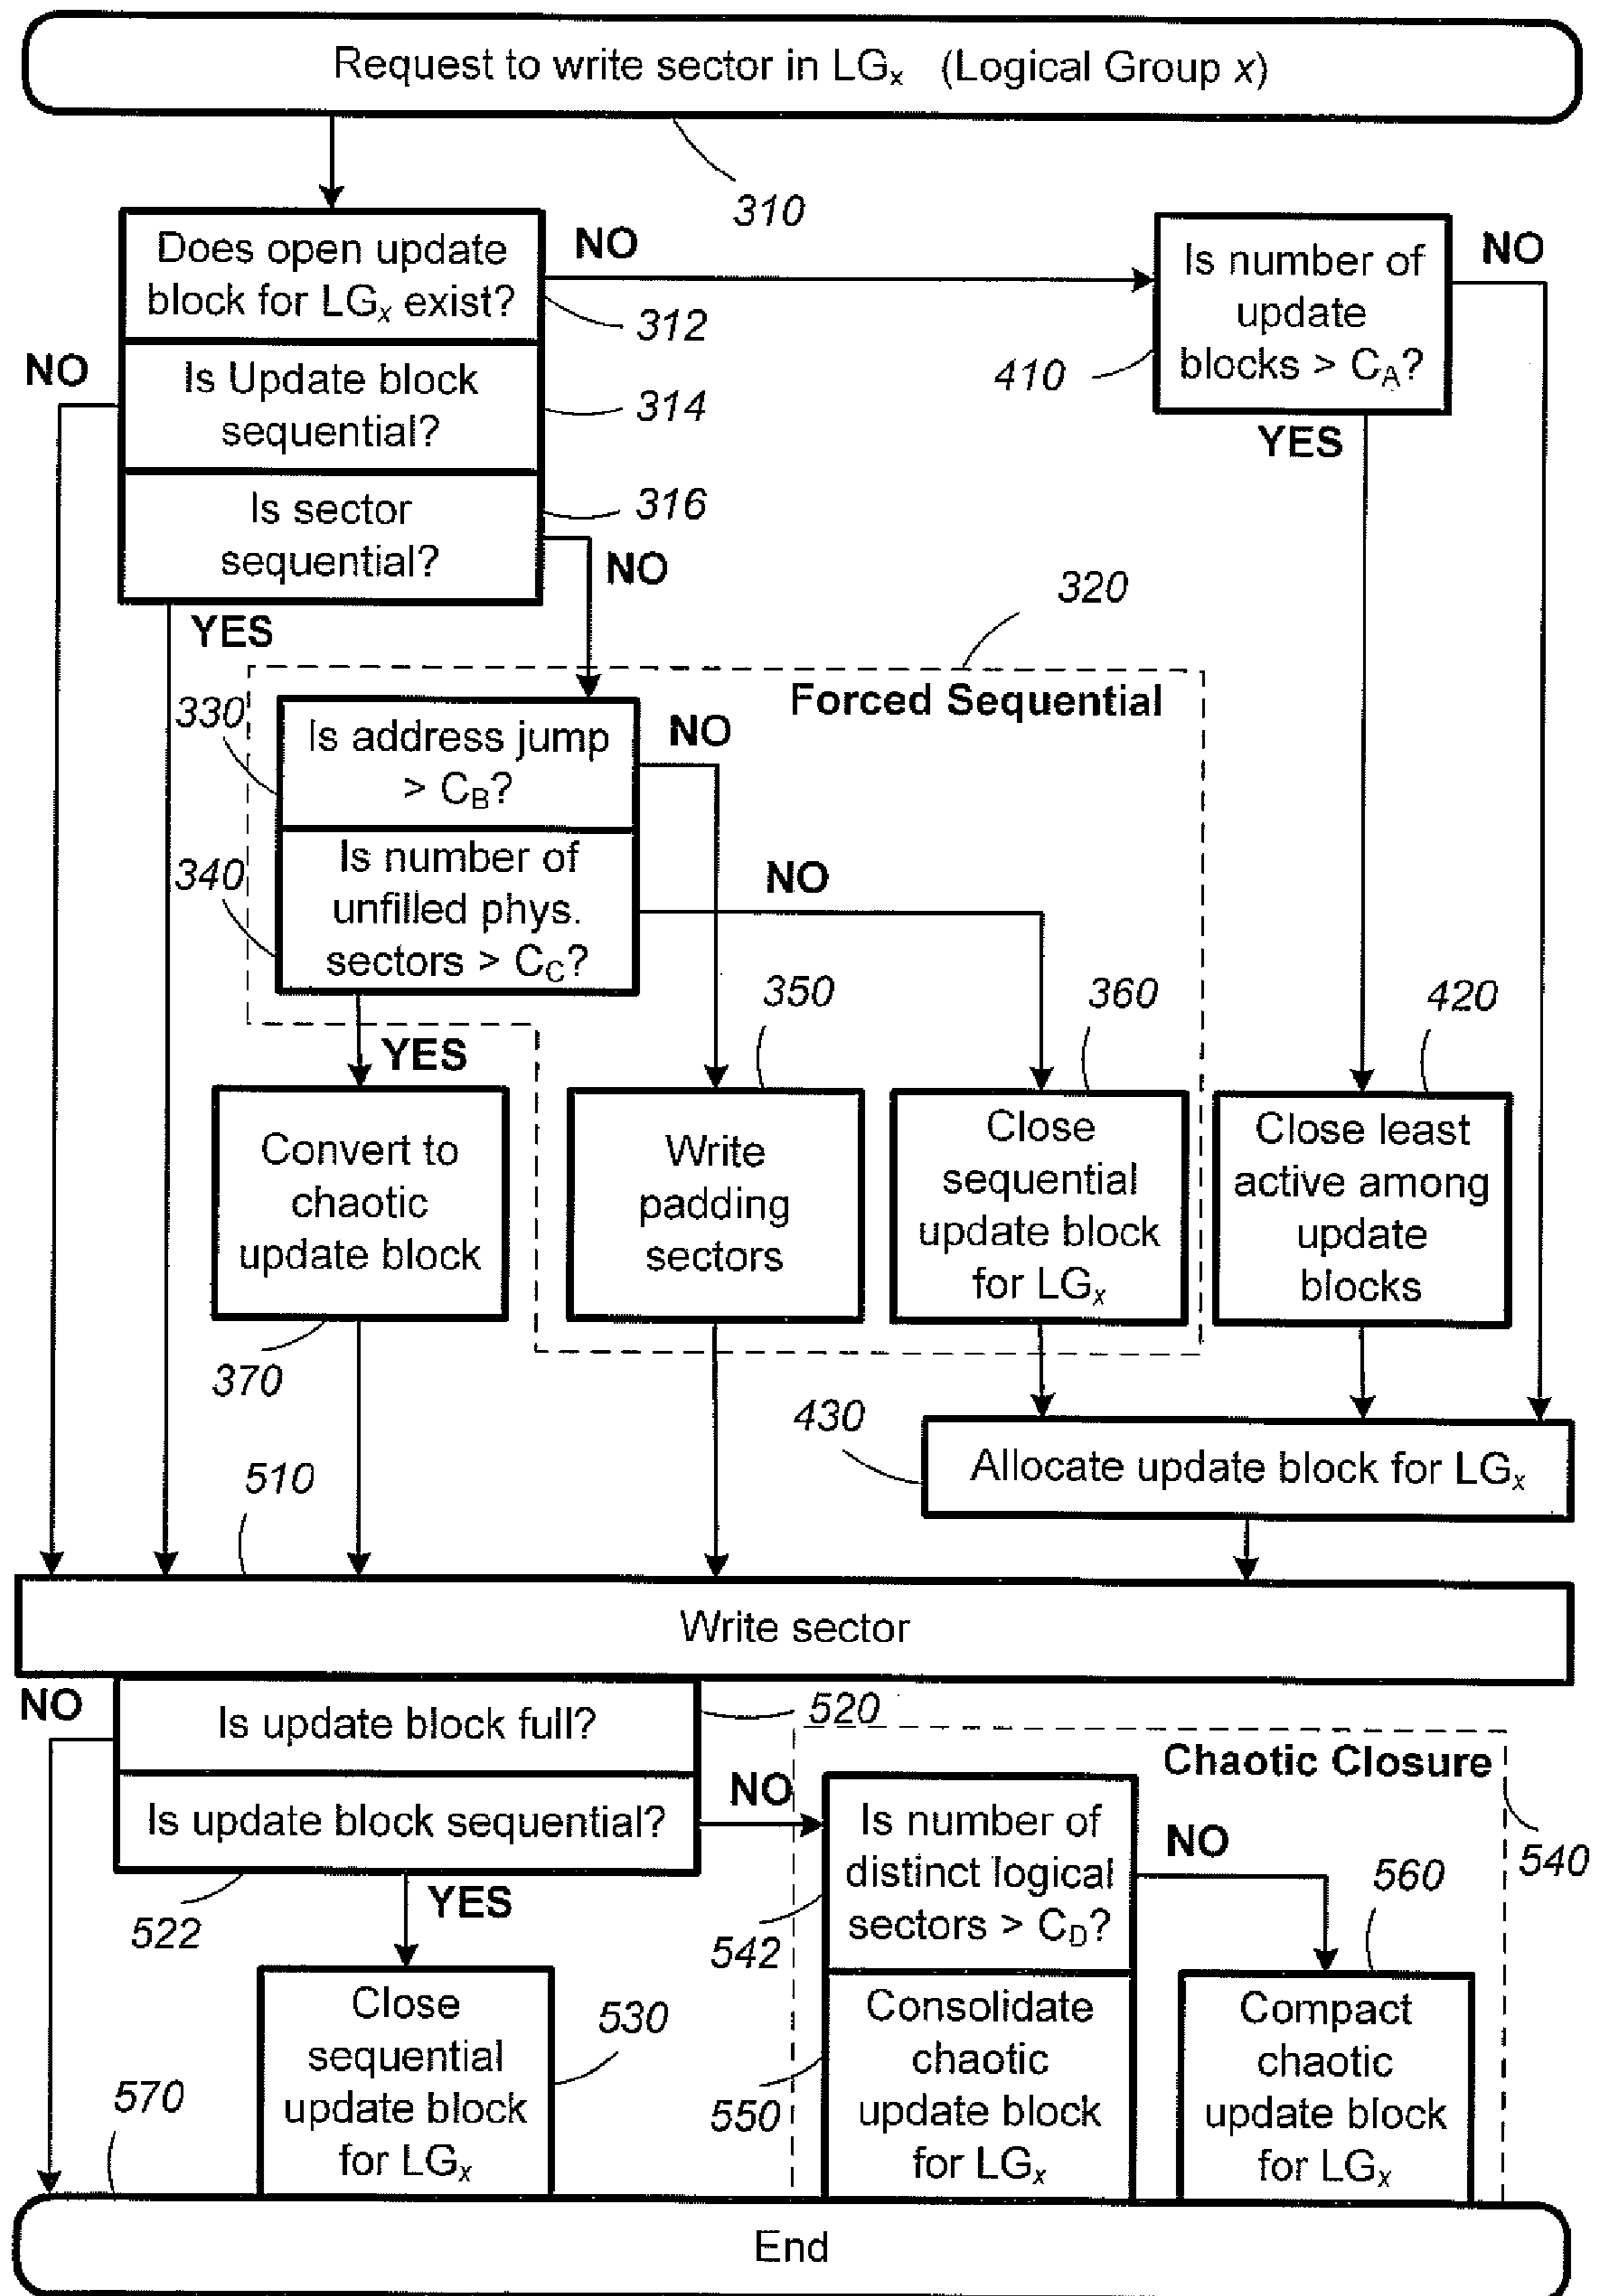 Request to write sector in LGx (Logical Group x)
310
Does open update
block for LGx exist?
NO
312
Is number of
update
blocks > CA?
NO
410
YES
NO
Is Update block
sequential?
314
Is sector
sequential?
316
NO
YES
320
Forced Sequential
330
Is address jump
> CB?
NO
340
Is number of
unfilled phys.
sectors > CC?
NO
YES
350
360
420
Convert to
chaotic
update block
370
Write
padding
sectors
Close
sequential
update block
for LGx
Close least
active among
update
blocks
430
Allocate update block for LGx
510
Write sector
NO
Is update block full?
520
Is update block sequential?
NO
522
YES
Chaotic Closure
540
Is number of
distinct logical
sectors > CD?
NO
542
560
Close
sequential
update block
for LGx
530
Consolidate
chaotic
update block
for LGx
550
Compact
chaotic
update block
for LGx
570
End